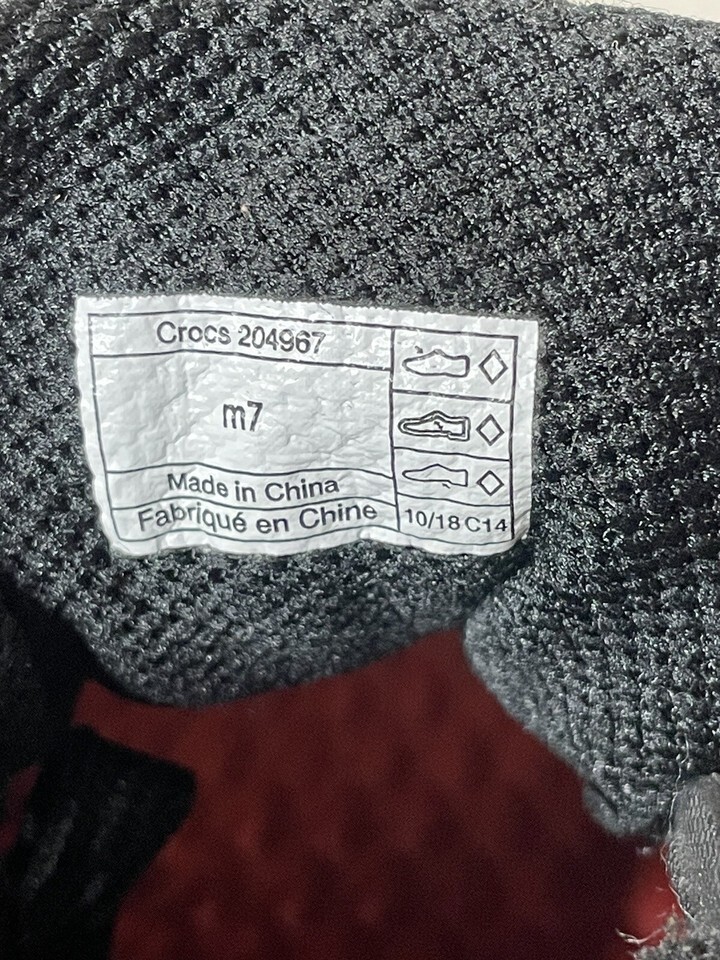 Crocs 204967
m7
Made in China
Fabriqué en Chine
10/18 C14